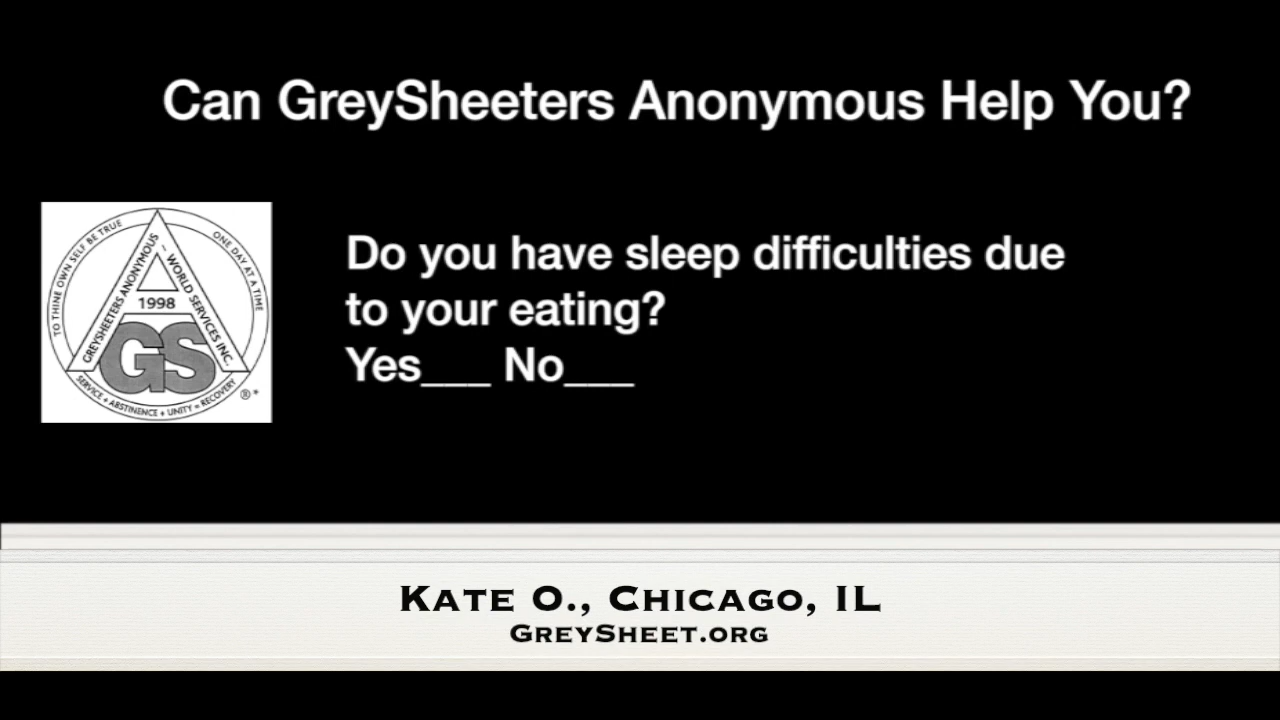 Can GreySheeters Anonymous Help You?
TO THINE OWN SELF BE TRUE
ONE DAY AT A TIME
GREYSHEETERS ANONYMOUS ~ WORLD SERVICES INC.
1998
GS
SERVICE + ABSTINENCE + UNITY = RECOVERY
®*
Do you have sleep difficulties due
to your eating?
Yes___ No___
KATE O., CHICAGO, IL
GREYSHEET.ORG